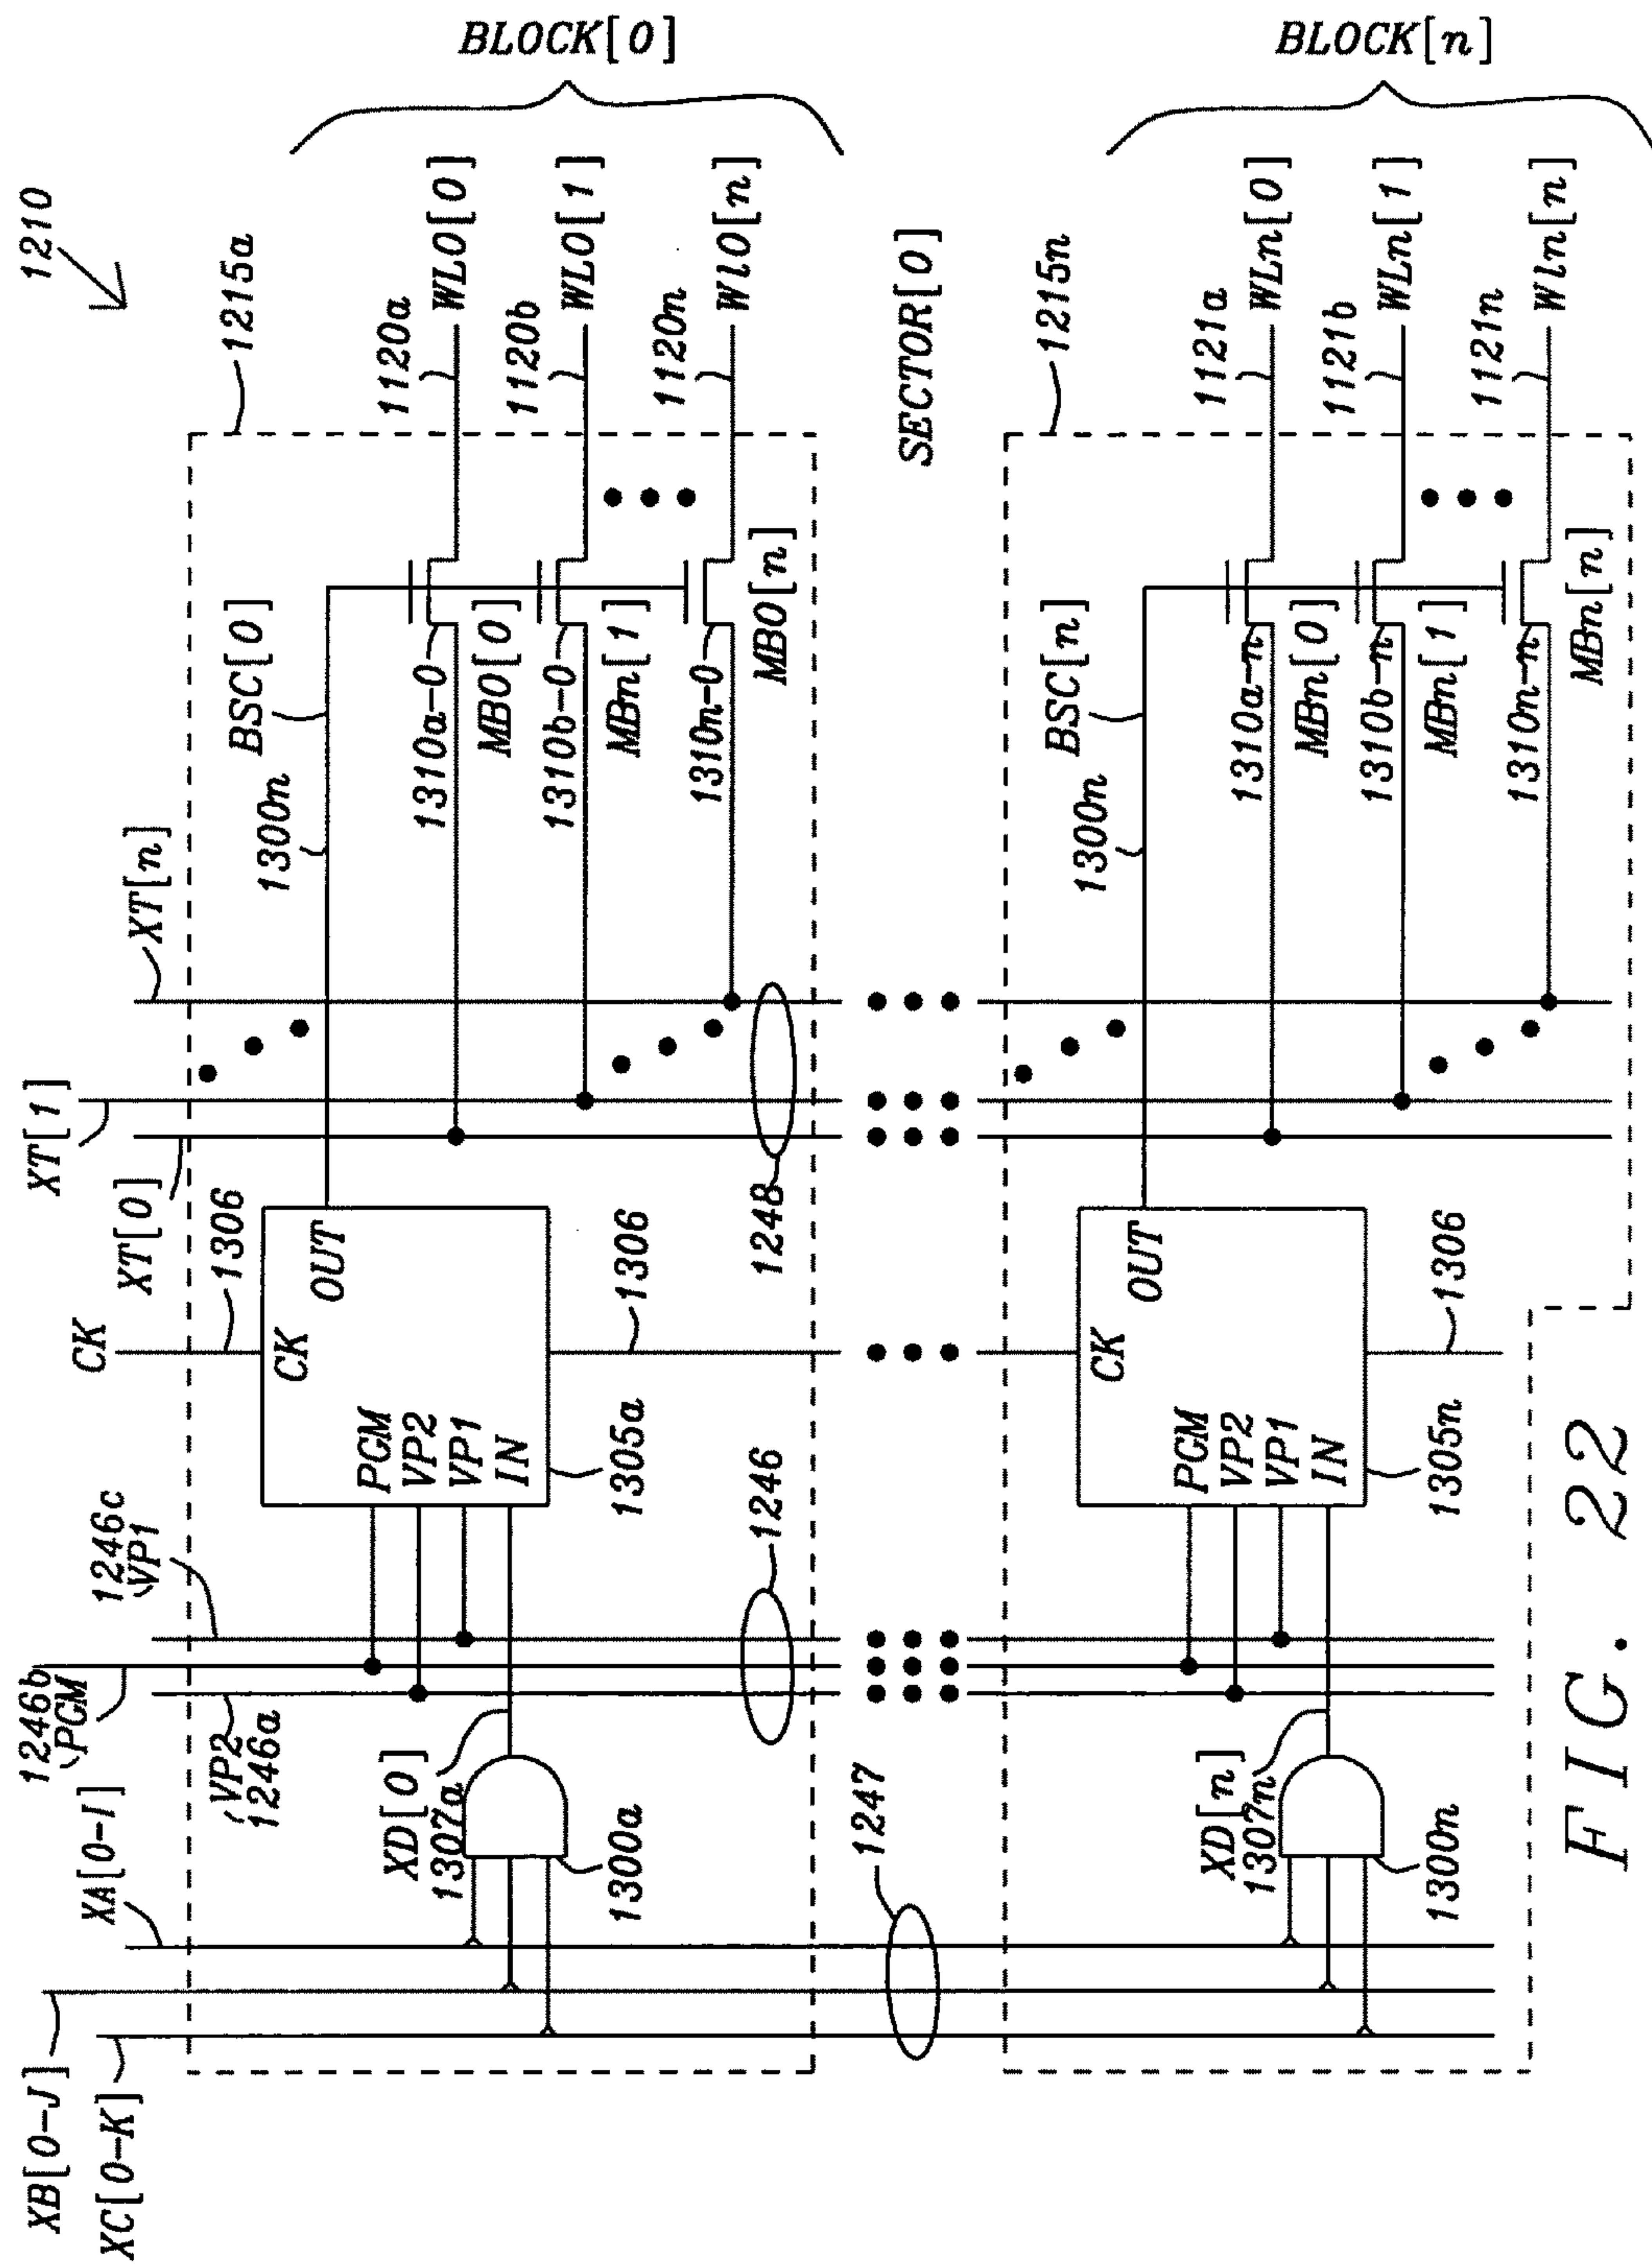 1210
BLOCK[0]
1215a
XB[0-J]
XC[0-K]
XA[0-I]
1246b
PGM
VP2
1246a
1246c
VP1
CK
1306
XT[0]
XT[1]
XT[n]
XD[0]
1307a
1300a
PGM
VP2
VP1
IN
CK
OUT
1305a
1306
1300n
BSC[0]
1310a-0
MB0[0]
1310b-0
MBn[1]
1310n-0
MB0[n]
1120a
WL0[0]
1120b
WL0[1]
1120n
Wl0[n]
1247
1246
1248
SECTOR[0]
BLOCK[n]
1215n
XD[n]
1307n
1300n
PGM
VP2
VP1
IN
CK
OUT
1305n
1306
1300n
BSC[n]
1310a-n
MBn[0]
1310b-n
MBn[1]
1310n-n
MBn[n]
1121a
WLn[0]
1121b
WLn[1]
1121n
Wln[n]
FIG. 22